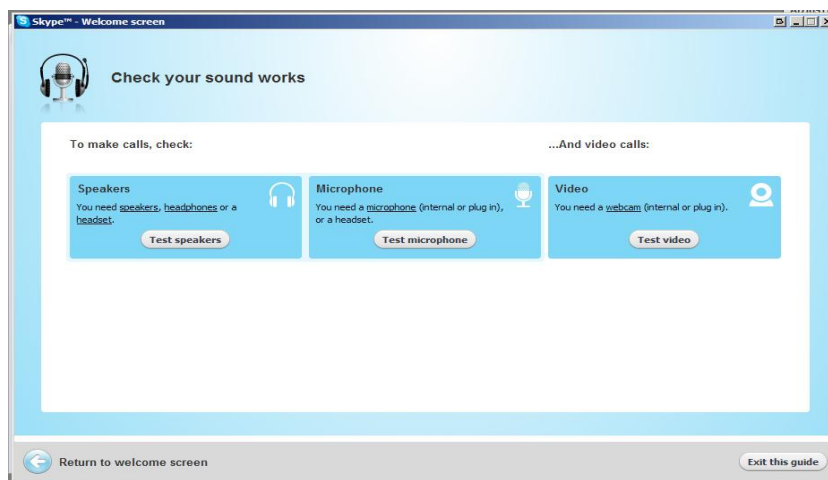 Skype™ - Welcome screen
Check your sound works
To make calls, check:
...And video calls:
Speakers
You need speakers, headphones or a
headset.
Test speakers
Microphone
You need a microphone (internal or plug in),
or a headset.
Test microphone
Video
You need a webcam (internal or plug in).
Test video
Return to welcome screen
Exit this guide